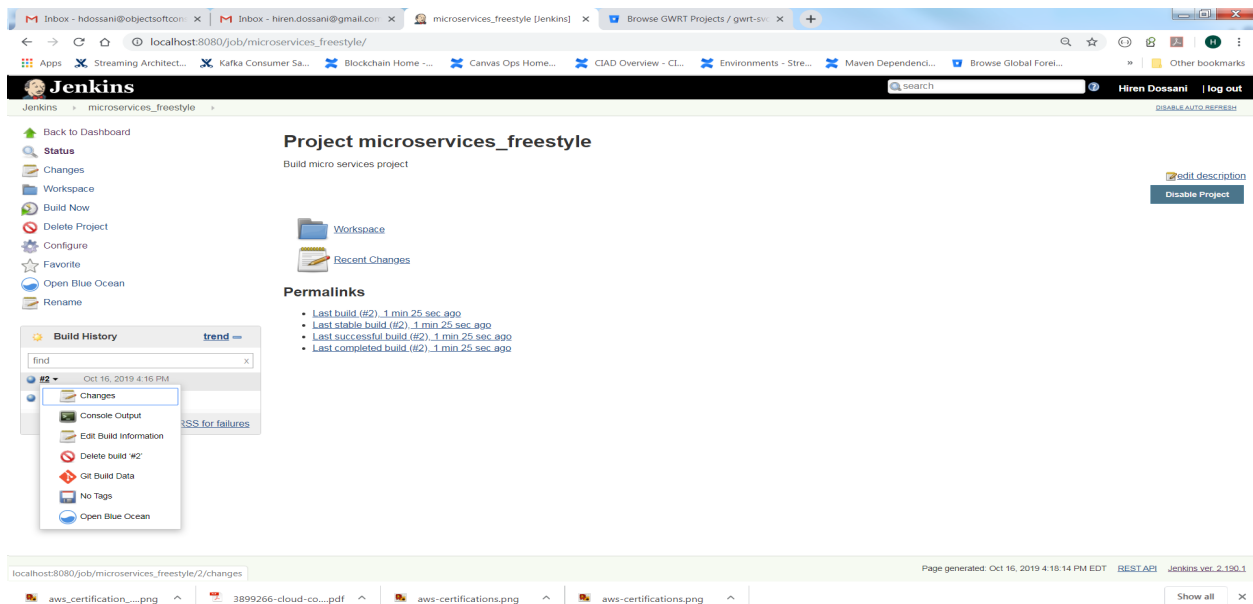 Inbox - hdossani@objectsoftcon
Inbox - hiren.dossani@gmail.con
microservices_freestyle [Jenkins]
Browse GWRT Projects / gwrt-svc
localhost:8080/job/microservices_freestyle/
Apps
Streaming Architect...
Kafka Consumer Sa...
Blockchain Home -...
Canvas Ops Home...
CIAD Overview - CI...
Environments - Stre...
Maven Dependenci...
Browse Global Forei...
»
Other bookmarks
Jenkins
search
Hiren Dossani
| log out
Jenkins
microservices_freestyle
DISABLE AUTO REFRESH
Back to Dashboard
Status
Changes
Workspace
Build Now
Delete Project
Configure
Favorite
Open Blue Ocean
Rename
Project microservices_freestyle
Build micro services project
edit description
Disable Project
Workspace
Recent Changes
Permalinks
Last build (#2), 1 min 25 sec ago
Last stable build (#2), 1 min 25 sec ago
Last successful build (#2), 1 min 25 sec ago
Last completed build (#2), 1 min 25 sec ago
Build History
trend
find
x
#2
Oct 16, 2019 4:16 PM
Changes
Console Output
RSS for failures
Edit Build Information
Delete build '#2'
Git Build Data
No Tags
Open Blue Ocean
localhost:8080/job/microservices_freestyle/2/changes
Page generated: Oct 16, 2019 4:18:14 PM EDT
REST API
Jenkins ver. 2.190.1
aws_certification_....png
3899266-cloud-co....pdf
aws-certifications.png
aws-certifications.png
Show all